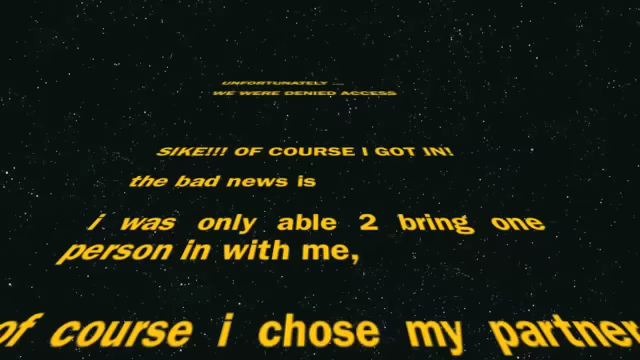 UNFORTUNATELY ...
WE WERE DENIED ACCESS
SIKE!!! OF COURSE I GOT IN!
the bad news is
i was only able 2 bring one
person in with me,
of course i chose my partner